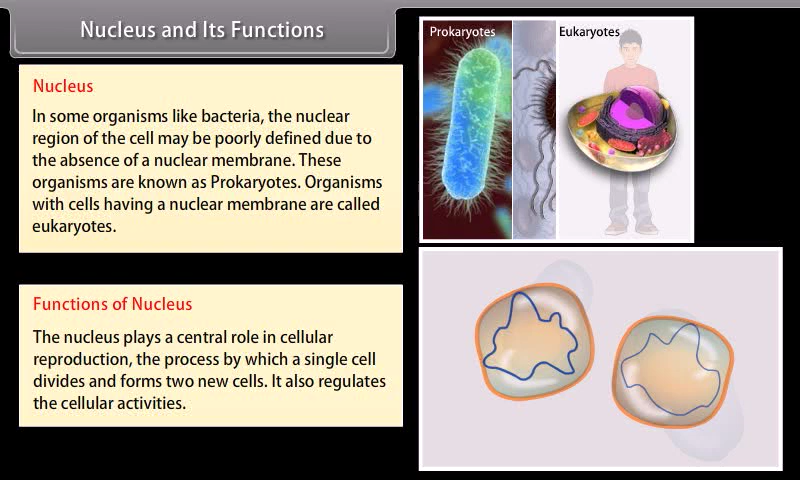 Nucleus and Its Functions
Nucleus
In some organisms like bacteria, the nuclear
region of the cell may be poorly defined due to
the absence of a nuclear membrane. These
organisms are known as Prokaryotes. Organisms
with cells having a nuclear membrane are called
eukaryotes.
Prokaryotes
Eukaryotes
Functions of Nucleus
The nucleus plays a central role in cellular
reproduction, the process by which a single cell
divides and forms two new cells. It also regulates
the cellular activities.